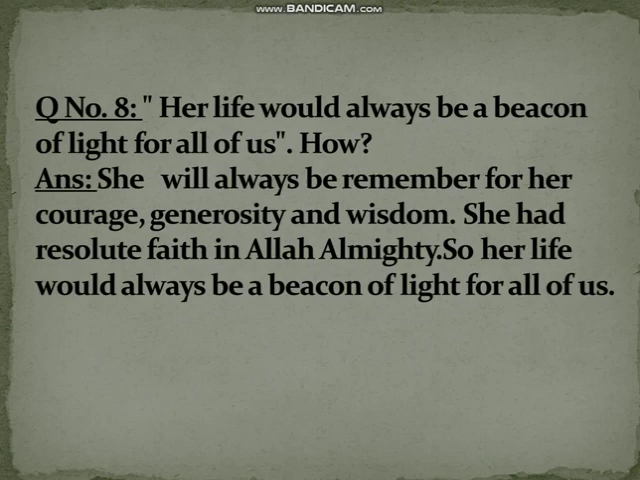 www.BANDICAM.com
Q No. 8: " Her life would always be a beacon
of light for all of us". How?
Ans: She will always be remember for her
courage, generosity and wisdom. She had
resolute faith in Allah Almighty.So her life
would always be a beacon of light for all of us.